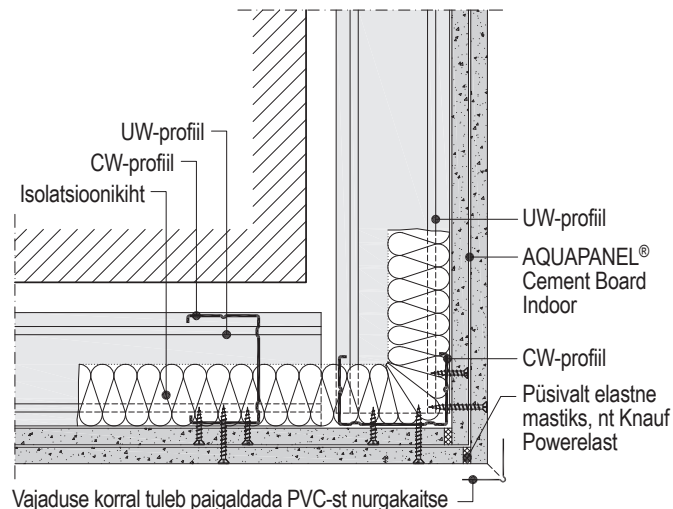 UW-profiil
CW-profiil
Isolatsioonikiht
UW-profiil
AQUAPANEL®
Cement Board
Indoor
CW-profiil
Püsivalt elastne
mastiks, nt Knauf
Powerelast
Vajaduse korral tuleb paigaldada PVC-st nurgakaitse